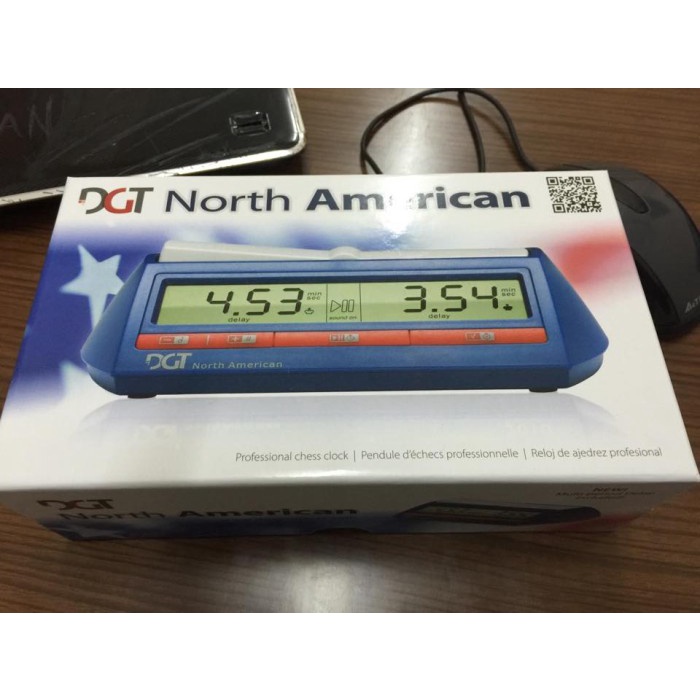 AN
DGT North American
4.53 min sec
3.54 min sec
delay
sound on
delay
DGT North American
Professional chess clock | Pendule d'échecs professionnelle | Reloj de ajedrez profesional
DGT
North American